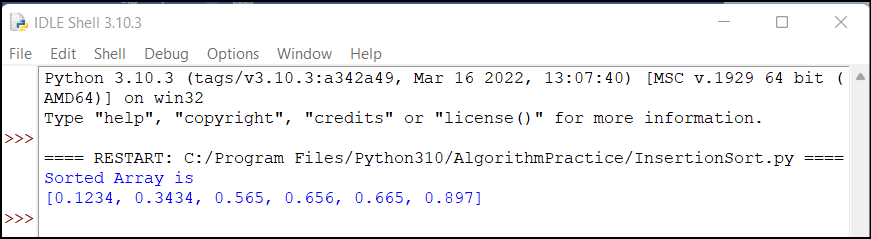 IDLE Shell 3.10.3
File Edit Shell Debug Options Window Help
Python 3.10.3 (tags/v3.10.3:a342a49, Mar 16 2022, 13:07:40) [MSC v.1929 64 bit (
AMD64)] on win32
Type "help", "copyright", "credits" or "license()" for more information.
>>>
==== RESTART: C:/Program Files/Python310/AlgorithmPractice/InsertionSort.py ====
Sorted Array is
[0.1234, 0.3434, 0.565, 0.656, 0.665, 0.897]
>>>